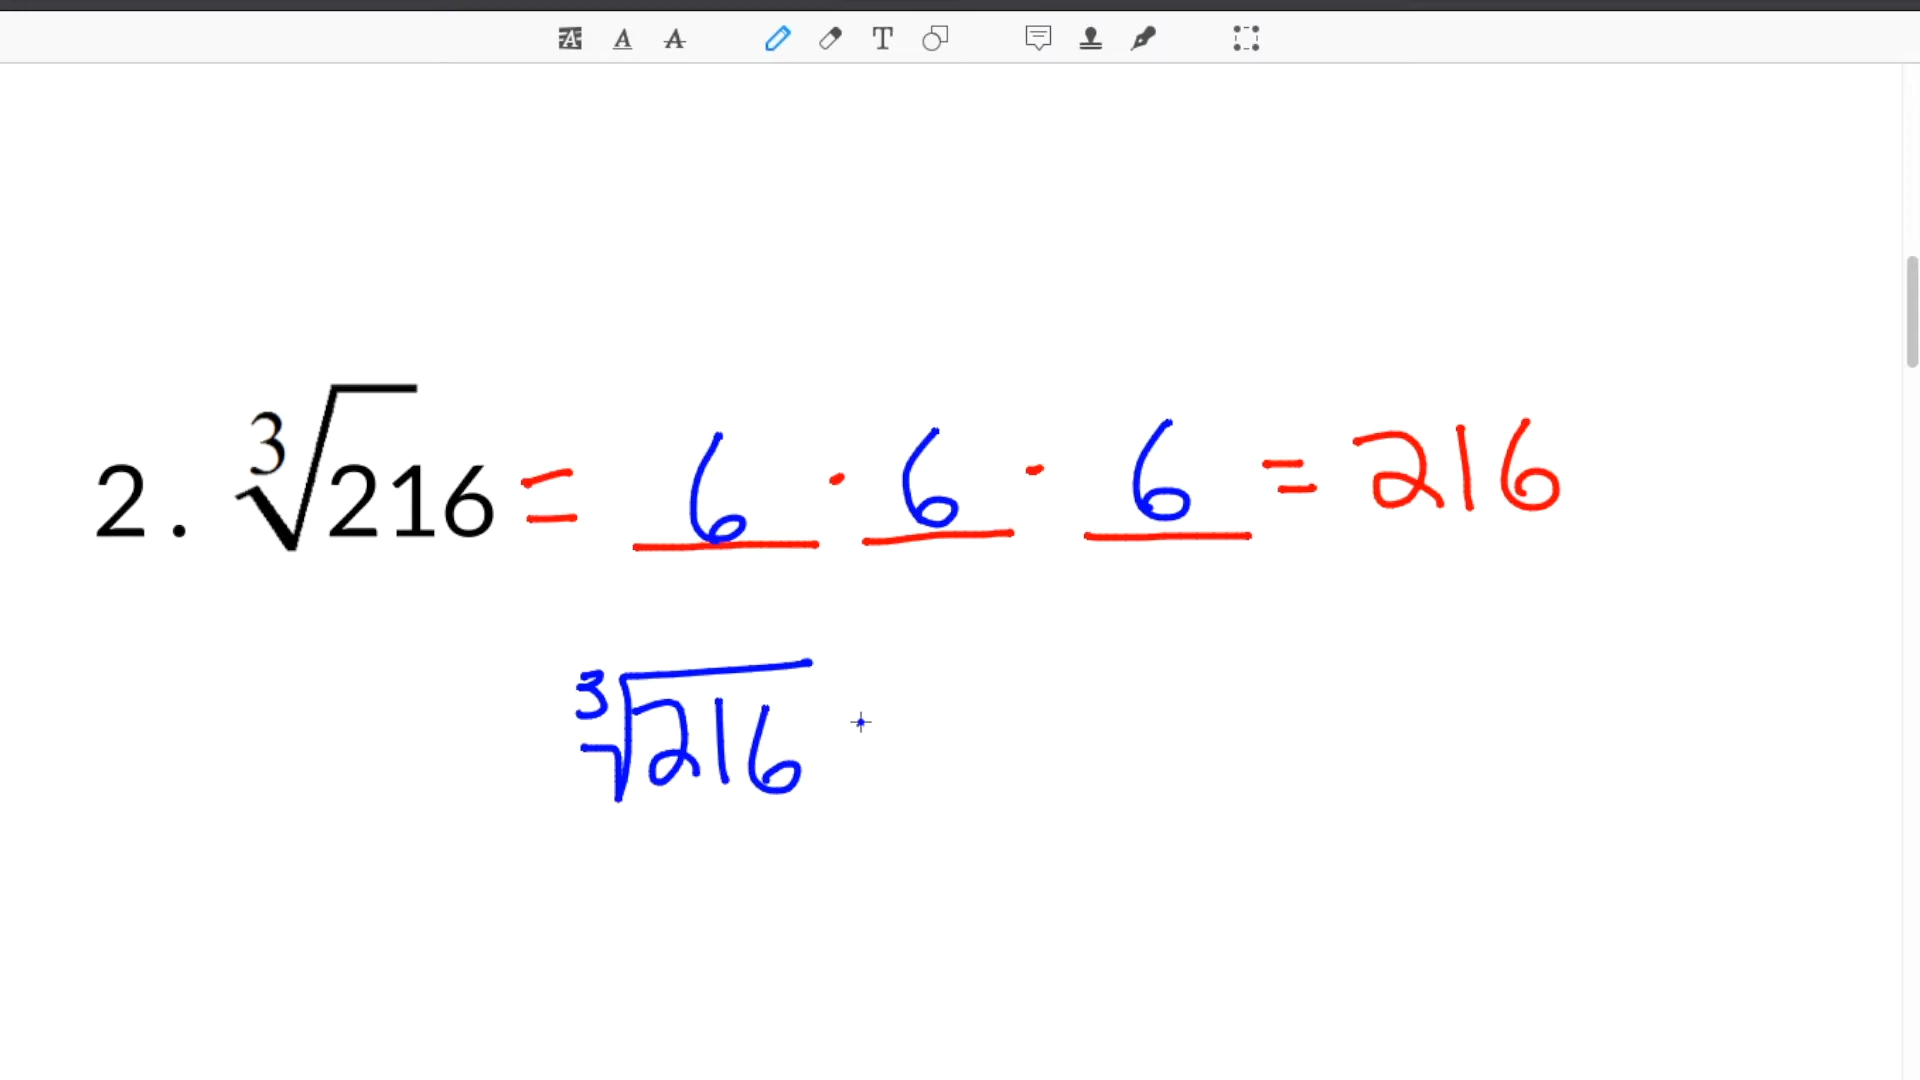 2. ∛216 = 6 · 6 · 6 = 216
∛216